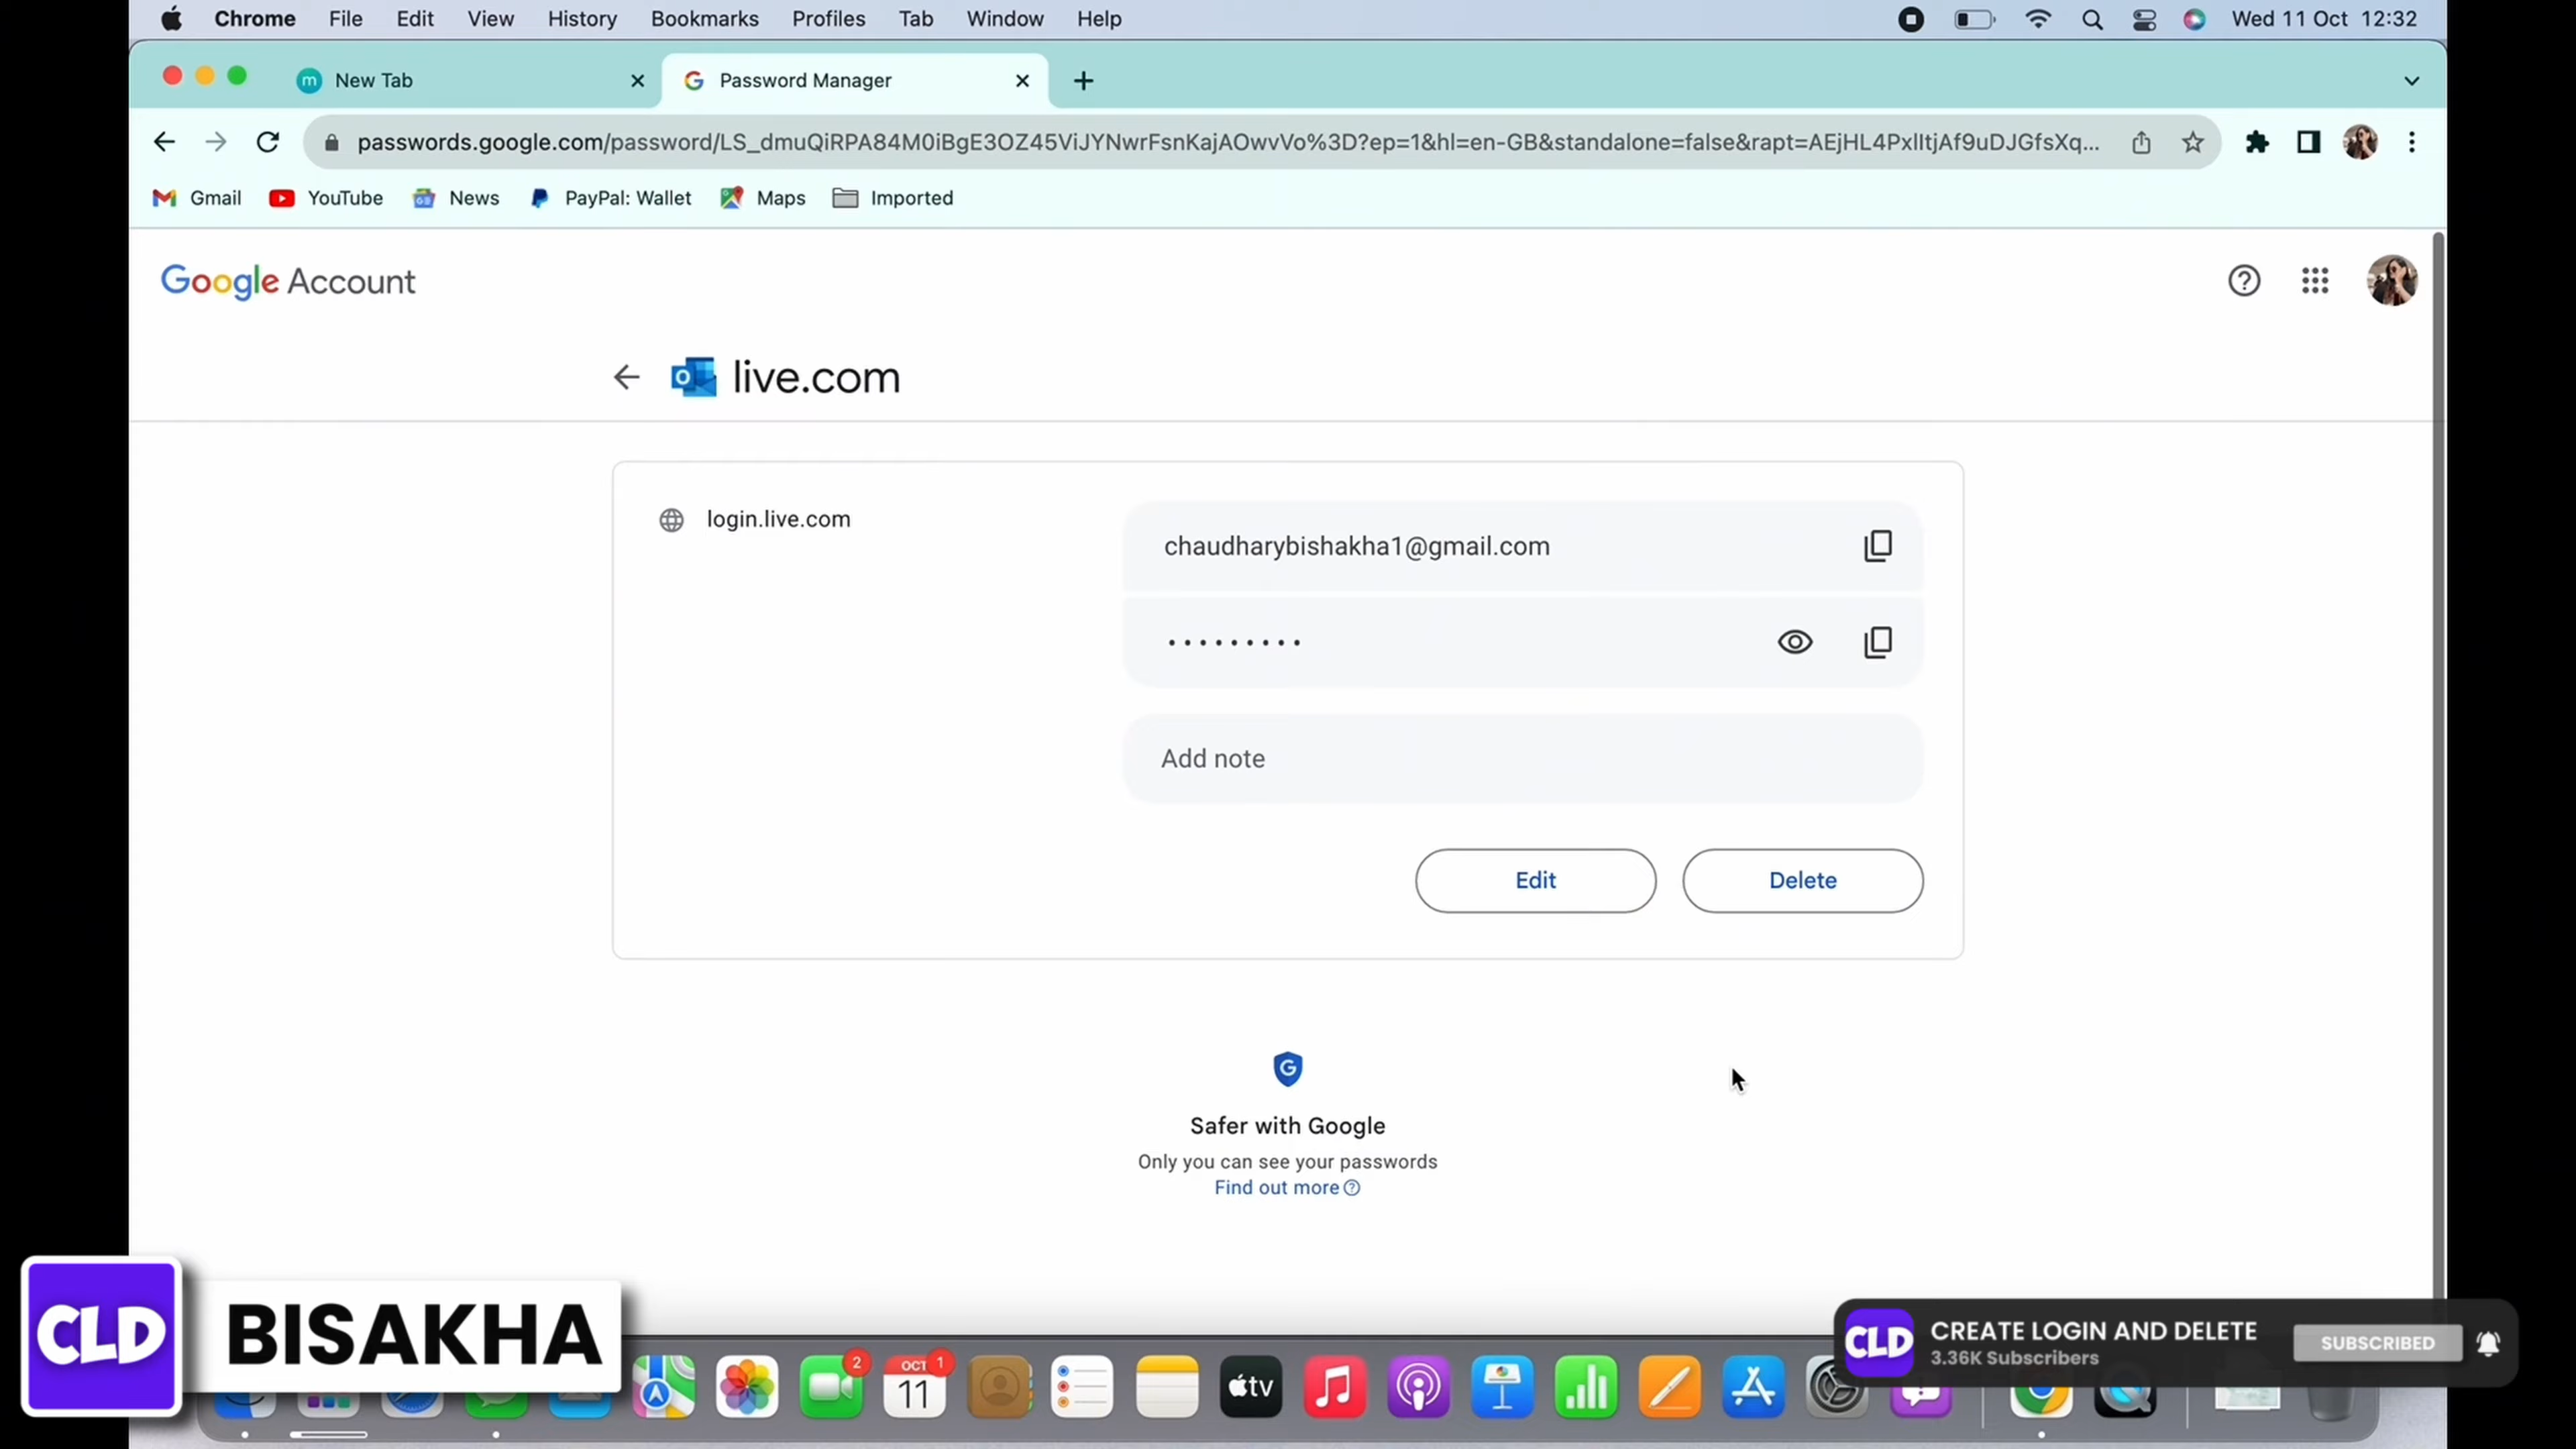 Chrome File Edit View History Bookmarks Profiles Tab Window Help Wed 11 Oct 12:32
m New Tab Password Manager
passwords.google.com/password/LS_dmuQiRPA84M0iBgE3OZ45ViJYNwrFsnKajAOwvVo%3D?ep=1&hl=en-GB&standalone=false&rapt=AEjHL4PxlItjAf9uDJGfsXq...
Gmail YouTube News PayPal: Wallet Maps Imported
Google Account
live.com
login.live.com
chaudharybishakha1@gmail.com
•••••••••
Add note
Edit Delete
Safer with Google
Only you can see your passwords
Find out more
CLD BISAKHA
CLD CREATE LOGIN AND DELETE
3.36K Subscribers
SUBSCRIBED
2
OCT 1
11
tv